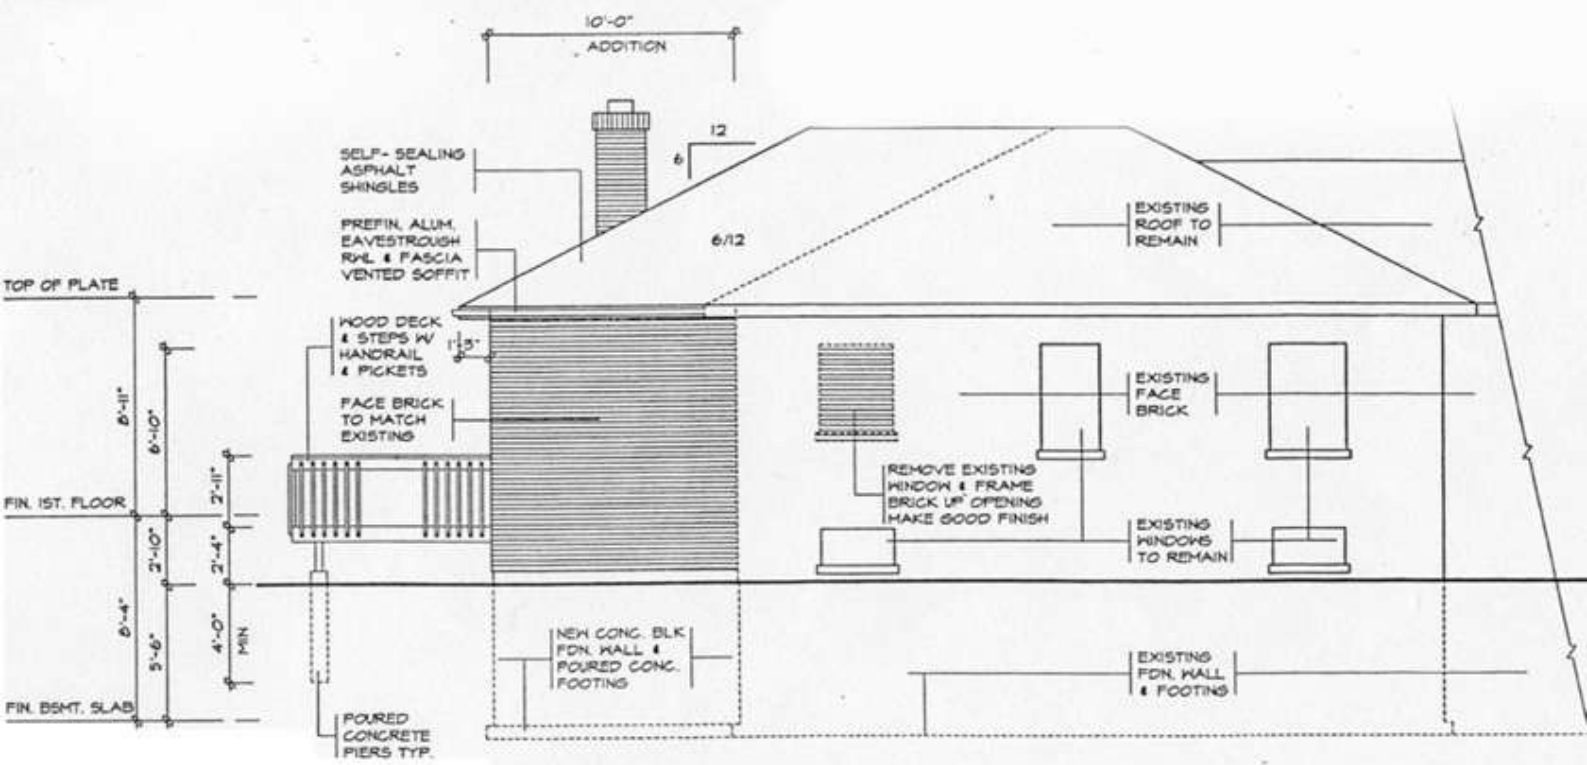 10'-0"
ADDITION
12
6
SELF- SEALING
ASPHALT
SHINGLES
PREFIN. ALUM.
EAVESTROUGH
RWL & FASCIA
VENTED SOFFIT
6/12
EXISTING
ROOF TO
REMAIN
TOP OF PLATE
WOOD DECK
& STEPS W/
HANDRAIL
& PICKETS
1'-5"
FACE BRICK
TO MATCH
EXISTING
EXISTING
FACE
BRICK
8'-11"
6'-10"
2'-11"
REMOVE EXISTING
WINDOW & FRAME
BRICK UP OPENING
MAKE GOOD FINISH
FIN. 1ST. FLOOR
EXISTING
WINDOWS
TO REMAIN
2'-10"
2'-4"
8'-4"
5'-6"
4'-0"
MIN
NEW CONC. BLK
FDN. WALL &
POURED CONC.
FOOTING
EXISTING
FDN. WALL
& FOOTING
FIN. BSMT. SLAB
POURED
CONCRETE
PIERS TYP.